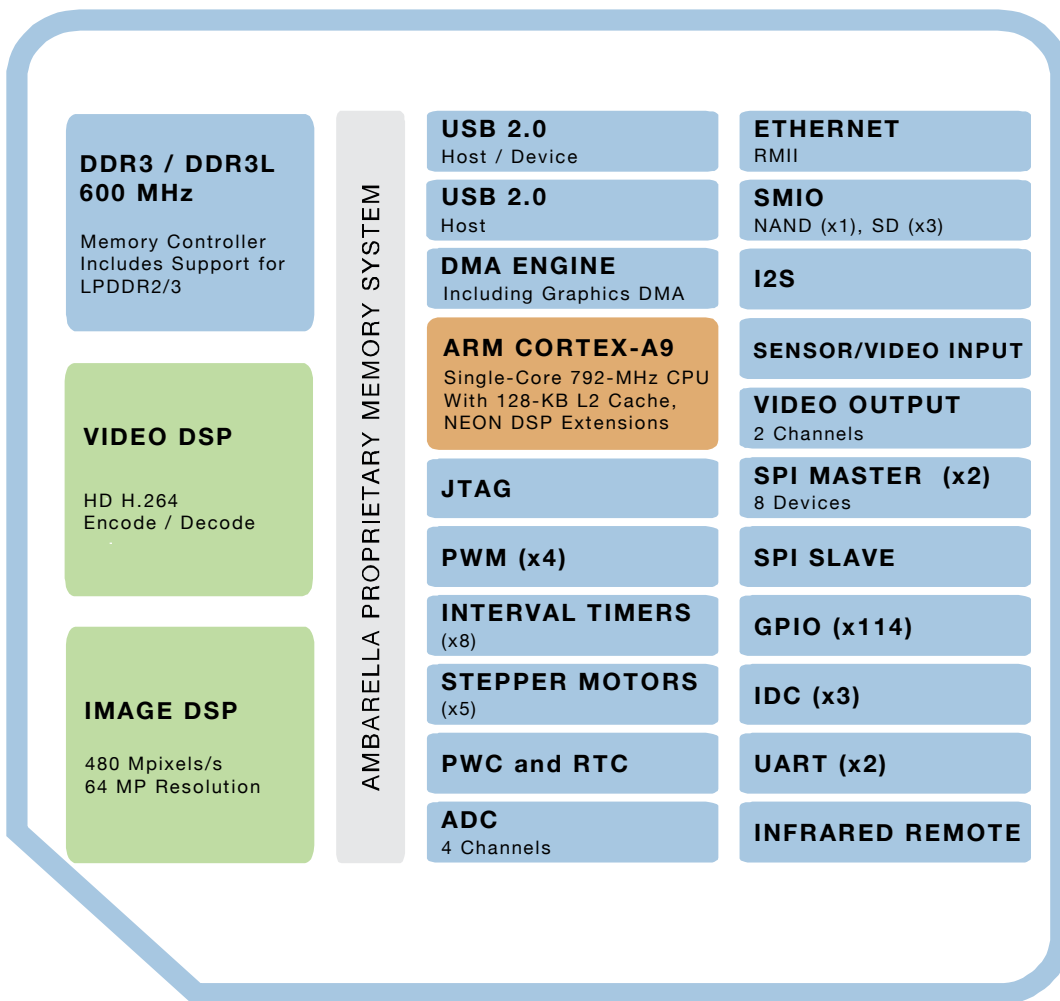 DDR3 / DDR3L
600 MHz
Memory Controller
Includes Support for
LPDDR2/3
VIDEO DSP
HD H.264
Encode / Decode
IMAGE DSP
480 Mpixels/s
64 MP Resolution
AMBARELLA PROPRIETARY MEMORY SYSTEM
USB 2.0
Host / Device
USB 2.0
Host
DMA ENGINE
Including Graphics DMA
ARM CORTEX-A9
Single-Core 792-MHz CPU
With 128-KB L2 Cache,
NEON DSP Extensions
JTAG
PWM (x4)
INTERVAL TIMERS
(x8)
STEPPER MOTORS
(x5)
PWC and RTC
ADC
4 Channels
ETHERNET
RMII
SMIO
NAND (x1), SD (x3)
I2S
SENSOR/VIDEO INPUT
VIDEO OUTPUT
2 Channels
SPI MASTER (x2)
8 Devices
SPI SLAVE
GPIO (x114)
IDC (x3)
UART (x2)
INFRARED REMOTE